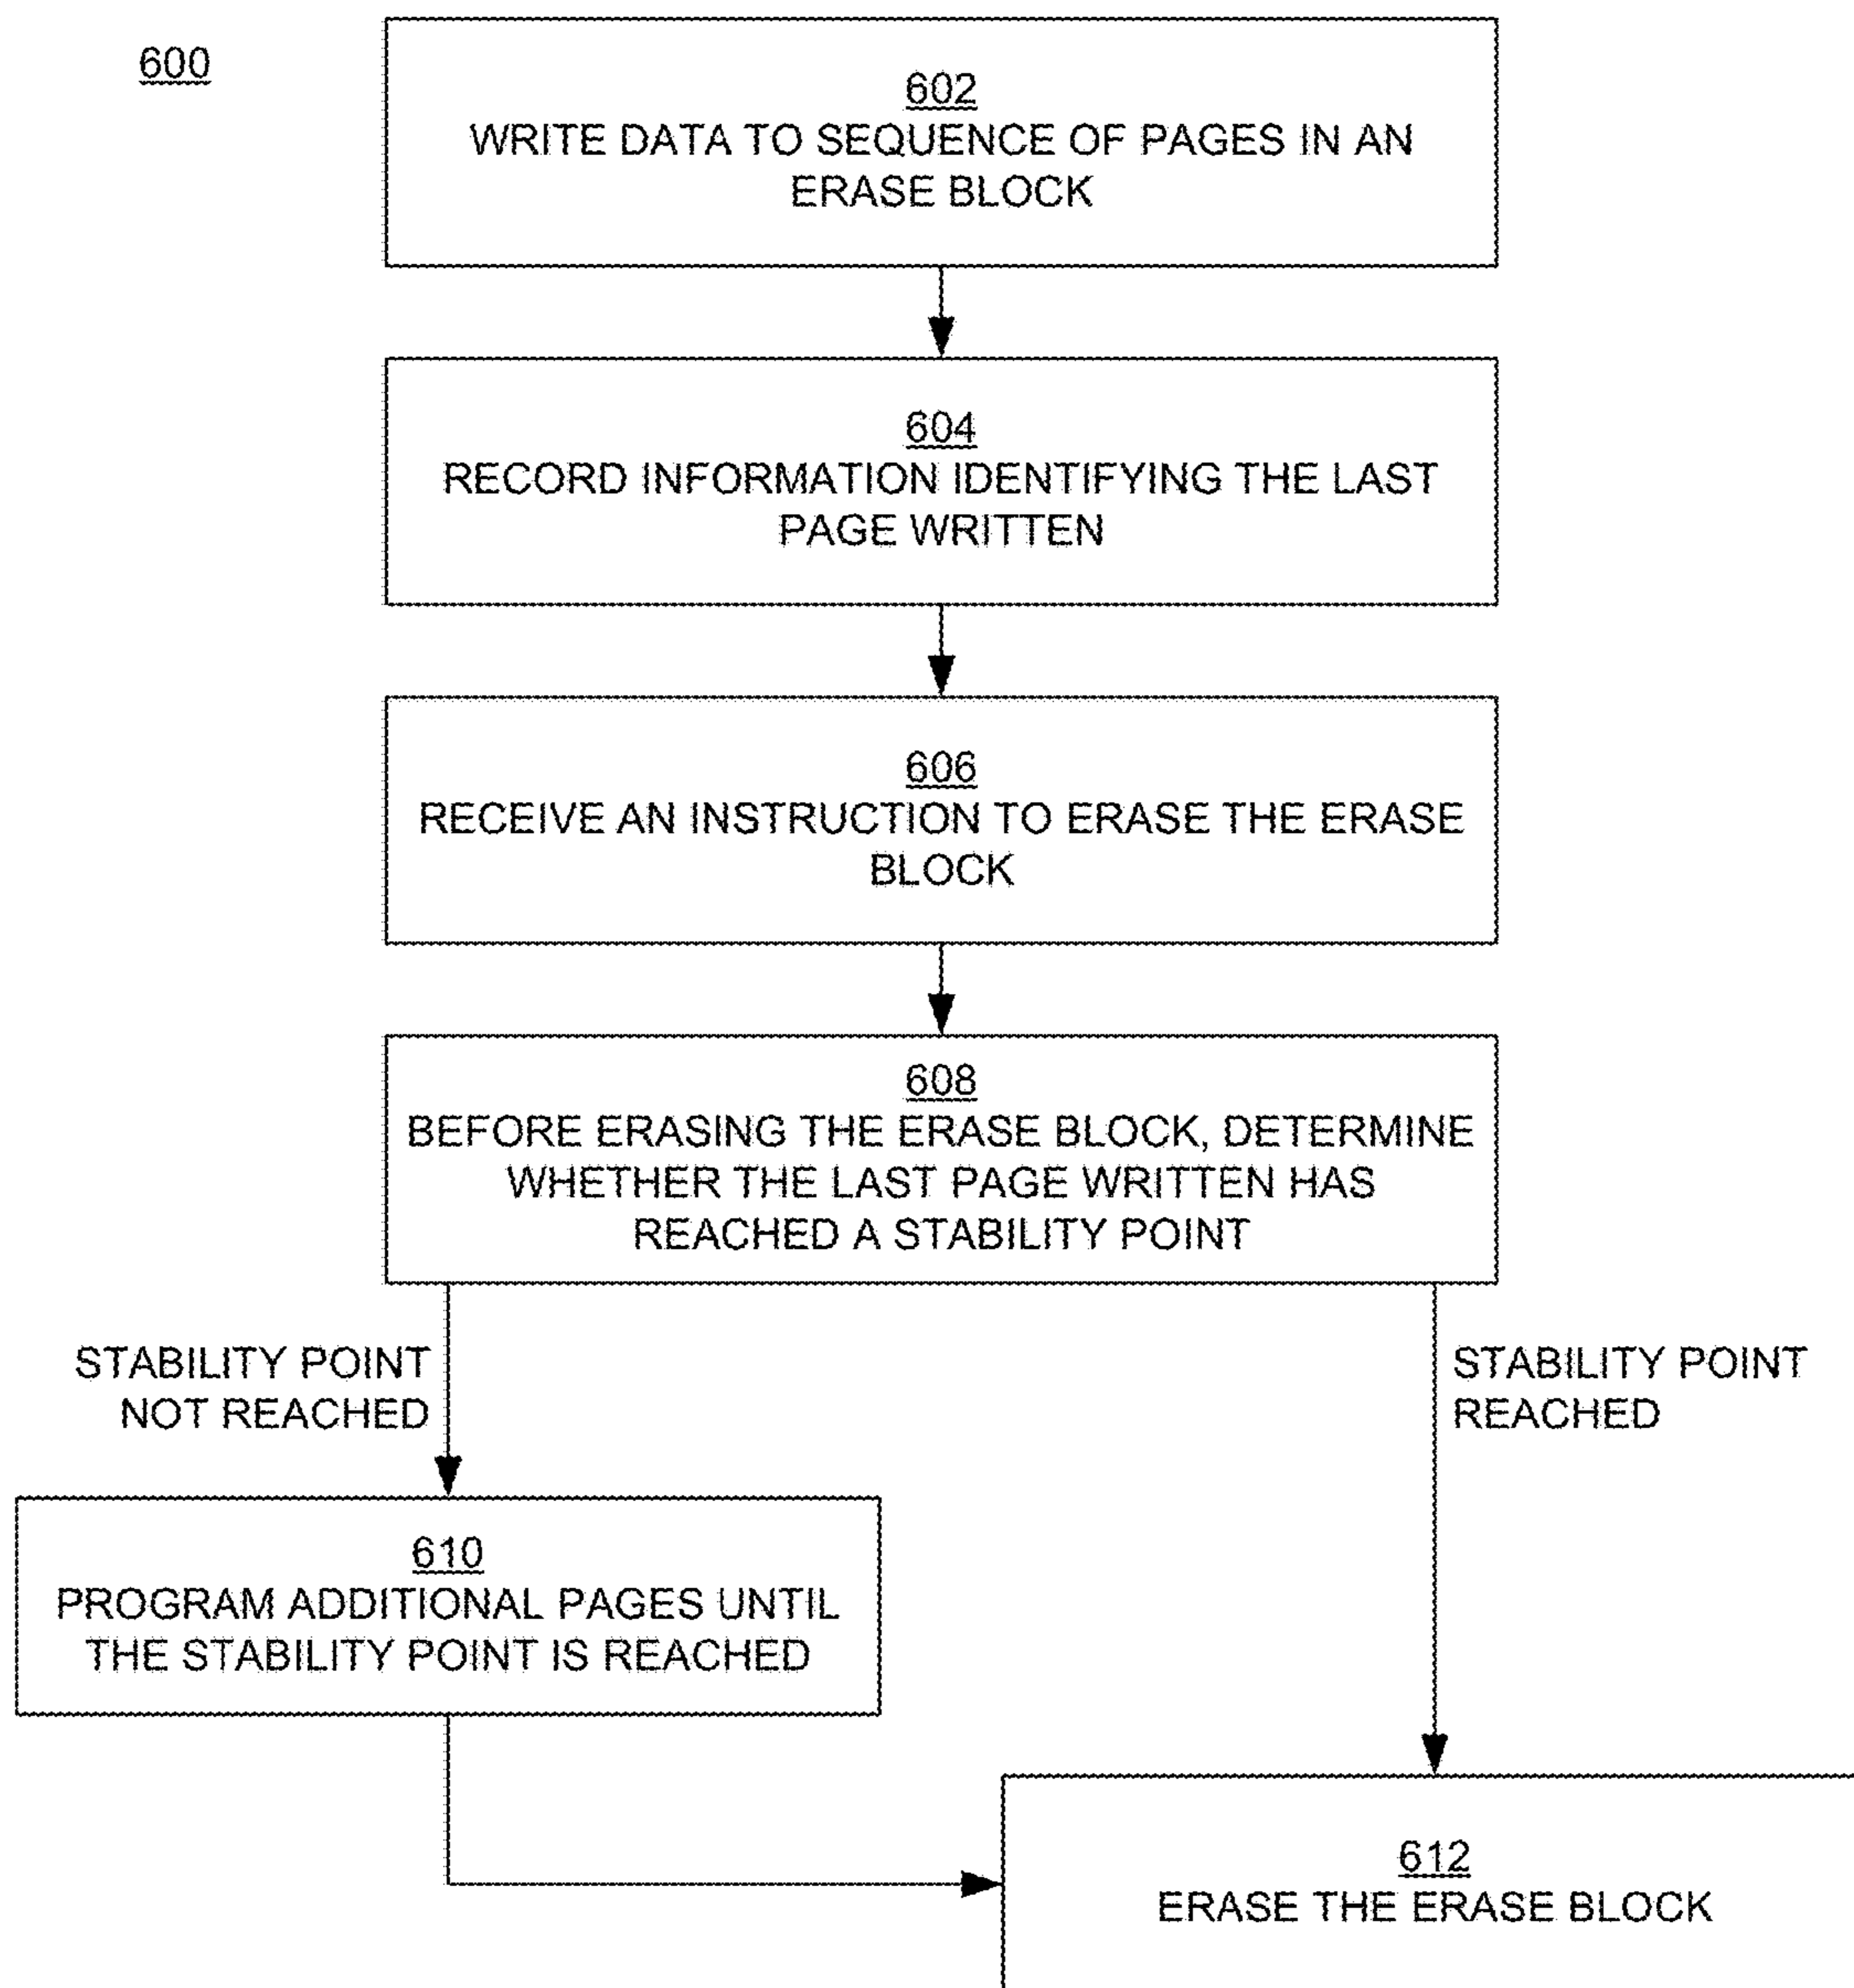 600
602
WRITE DATA TO SEQUENCE OF PAGES IN AN
ERASE BLOCK
604
RECORD INFORMATION IDENTIFYING THE LAST
PAGE WRITTEN
606
RECEIVE AN INSTRUCTION TO ERASE THE ERASE
BLOCK
608
BEFORE ERASING THE ERASE BLOCK, DETERMINE
WHETHER THE LAST PAGE WRITTEN HAS
REACHED A STABILITY POINT
STABILITY POINT
NOT REACHED
STABILITY POINT
REACHED
610
PROGRAM ADDITIONAL PAGES UNTIL
THE STABILITY POINT IS REACHED
612
ERASE THE ERASE BLOCK